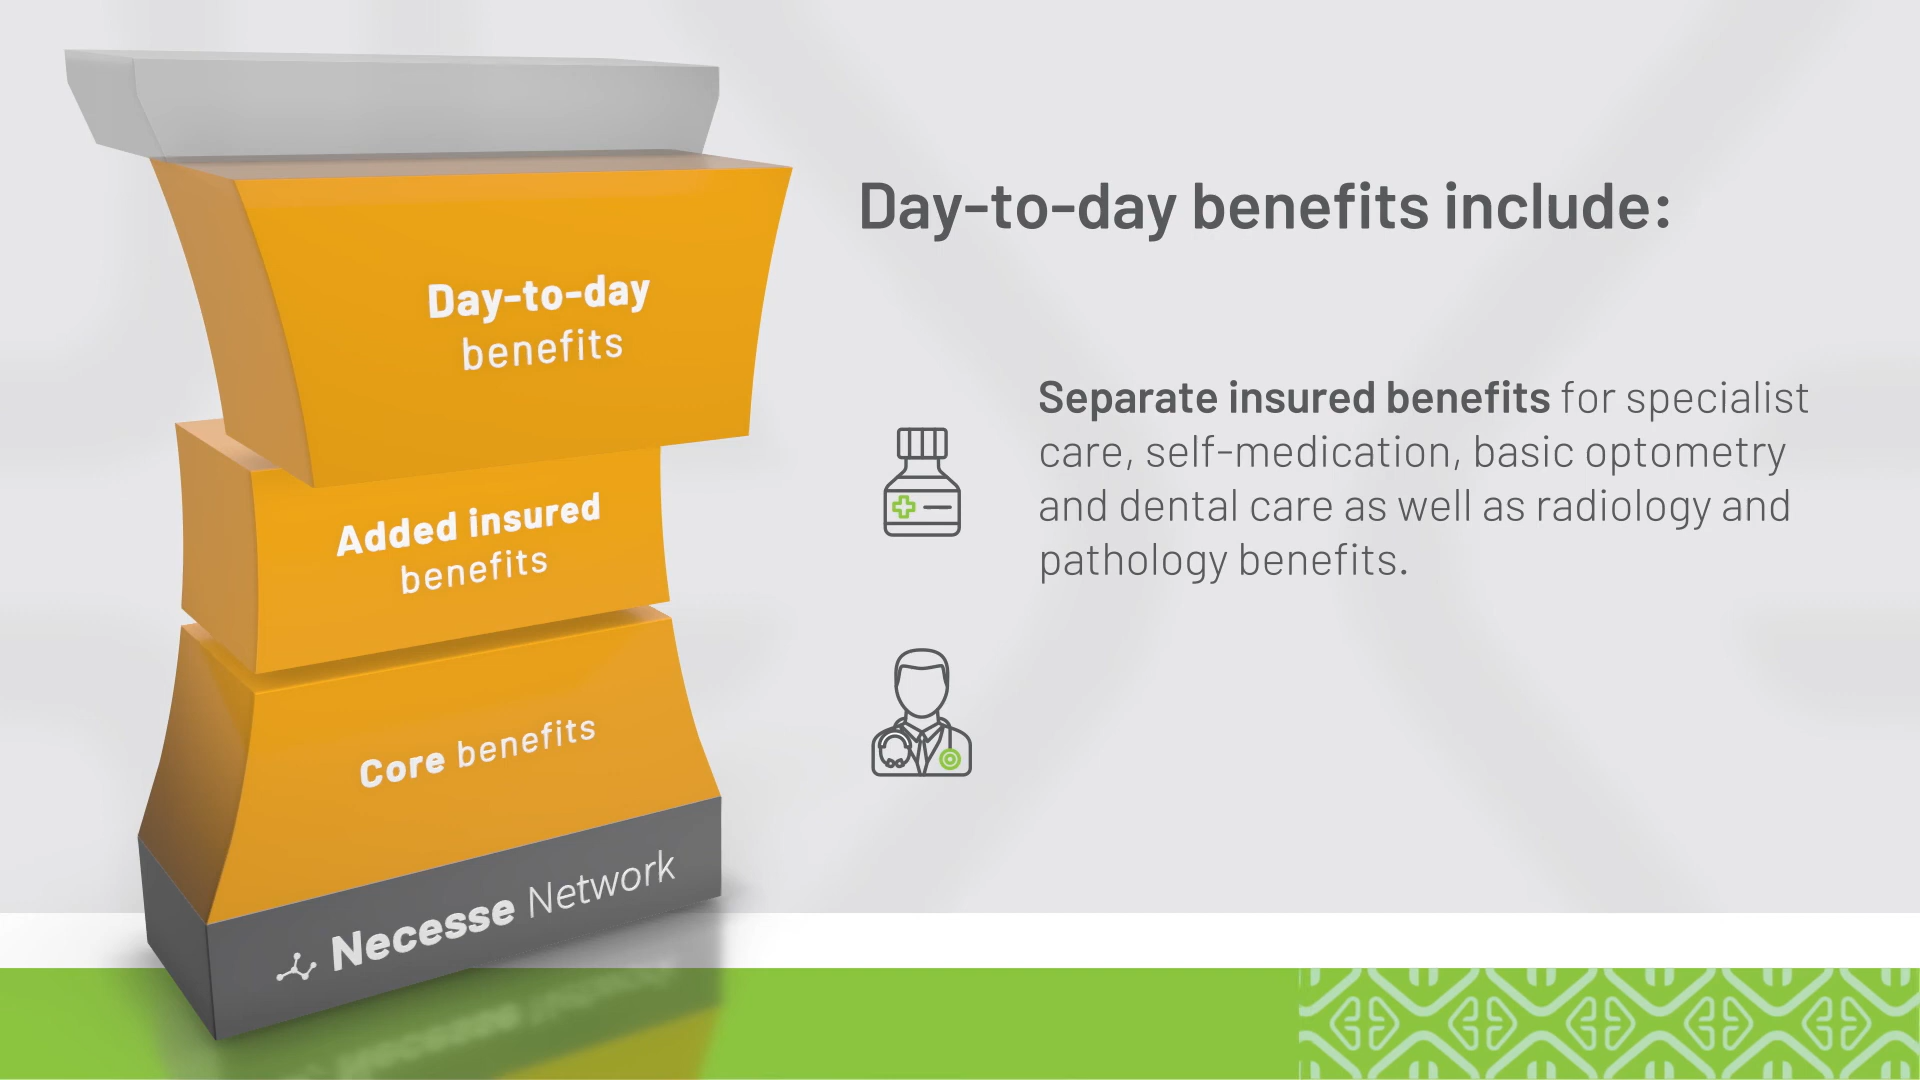 Day-to-day benefits include:
Day-to-day
benefits
Separate insured benefits for specialist
care, self-medication, basic optometry
and dental care as well as radiology and
pathology benefits.
Added insured
benefits
Core benefits
Necesse Network